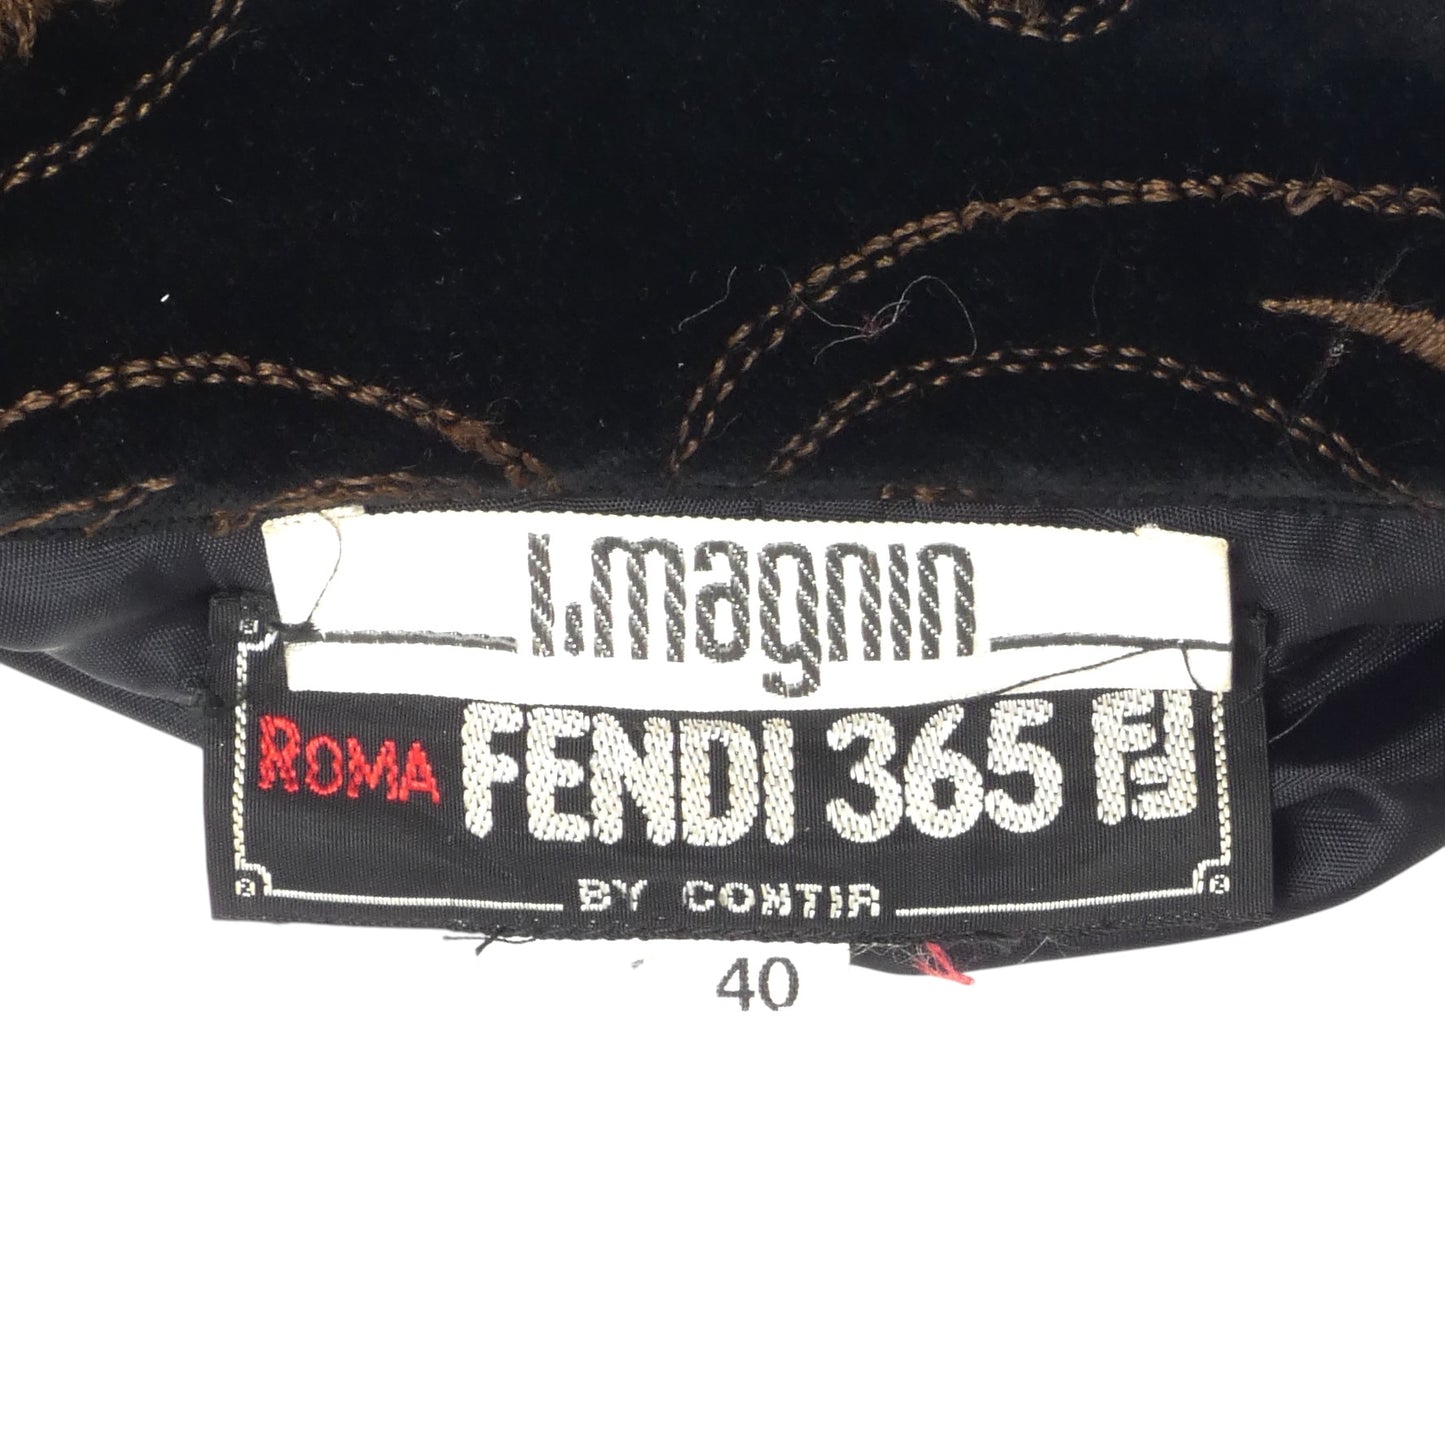 I. magnin
ROMA FENDI 365 FF
BY CONTIR
40